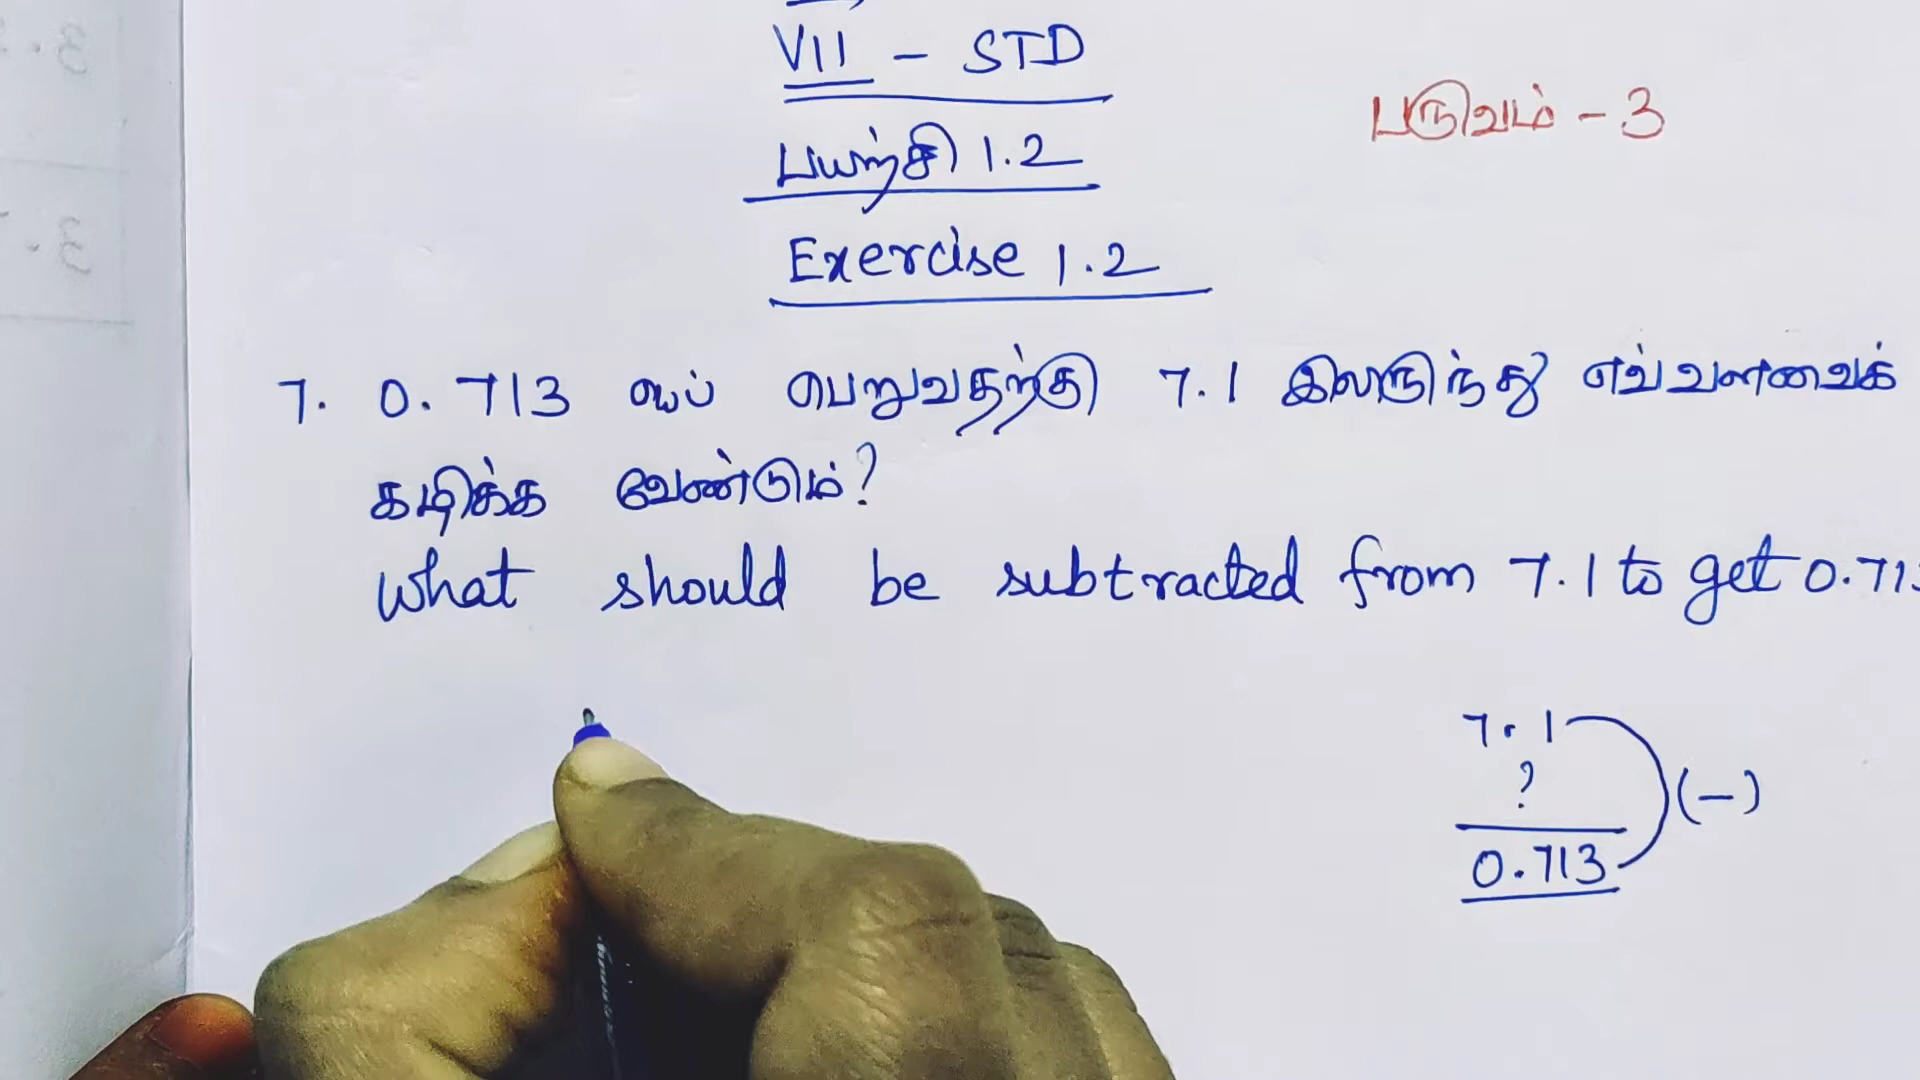 VII - STD
பருவம் - 3
பயிற்சி 1.2
Exercise 1.2
7. 0.713 ஐப் பெறுவதற்கு 7.1 இலிருந்து எவ்வளவைக்
கழிக்க வேண்டும்?
What should be subtracted from 7.1 to get 0.713
7.1
?
(-)
0.713